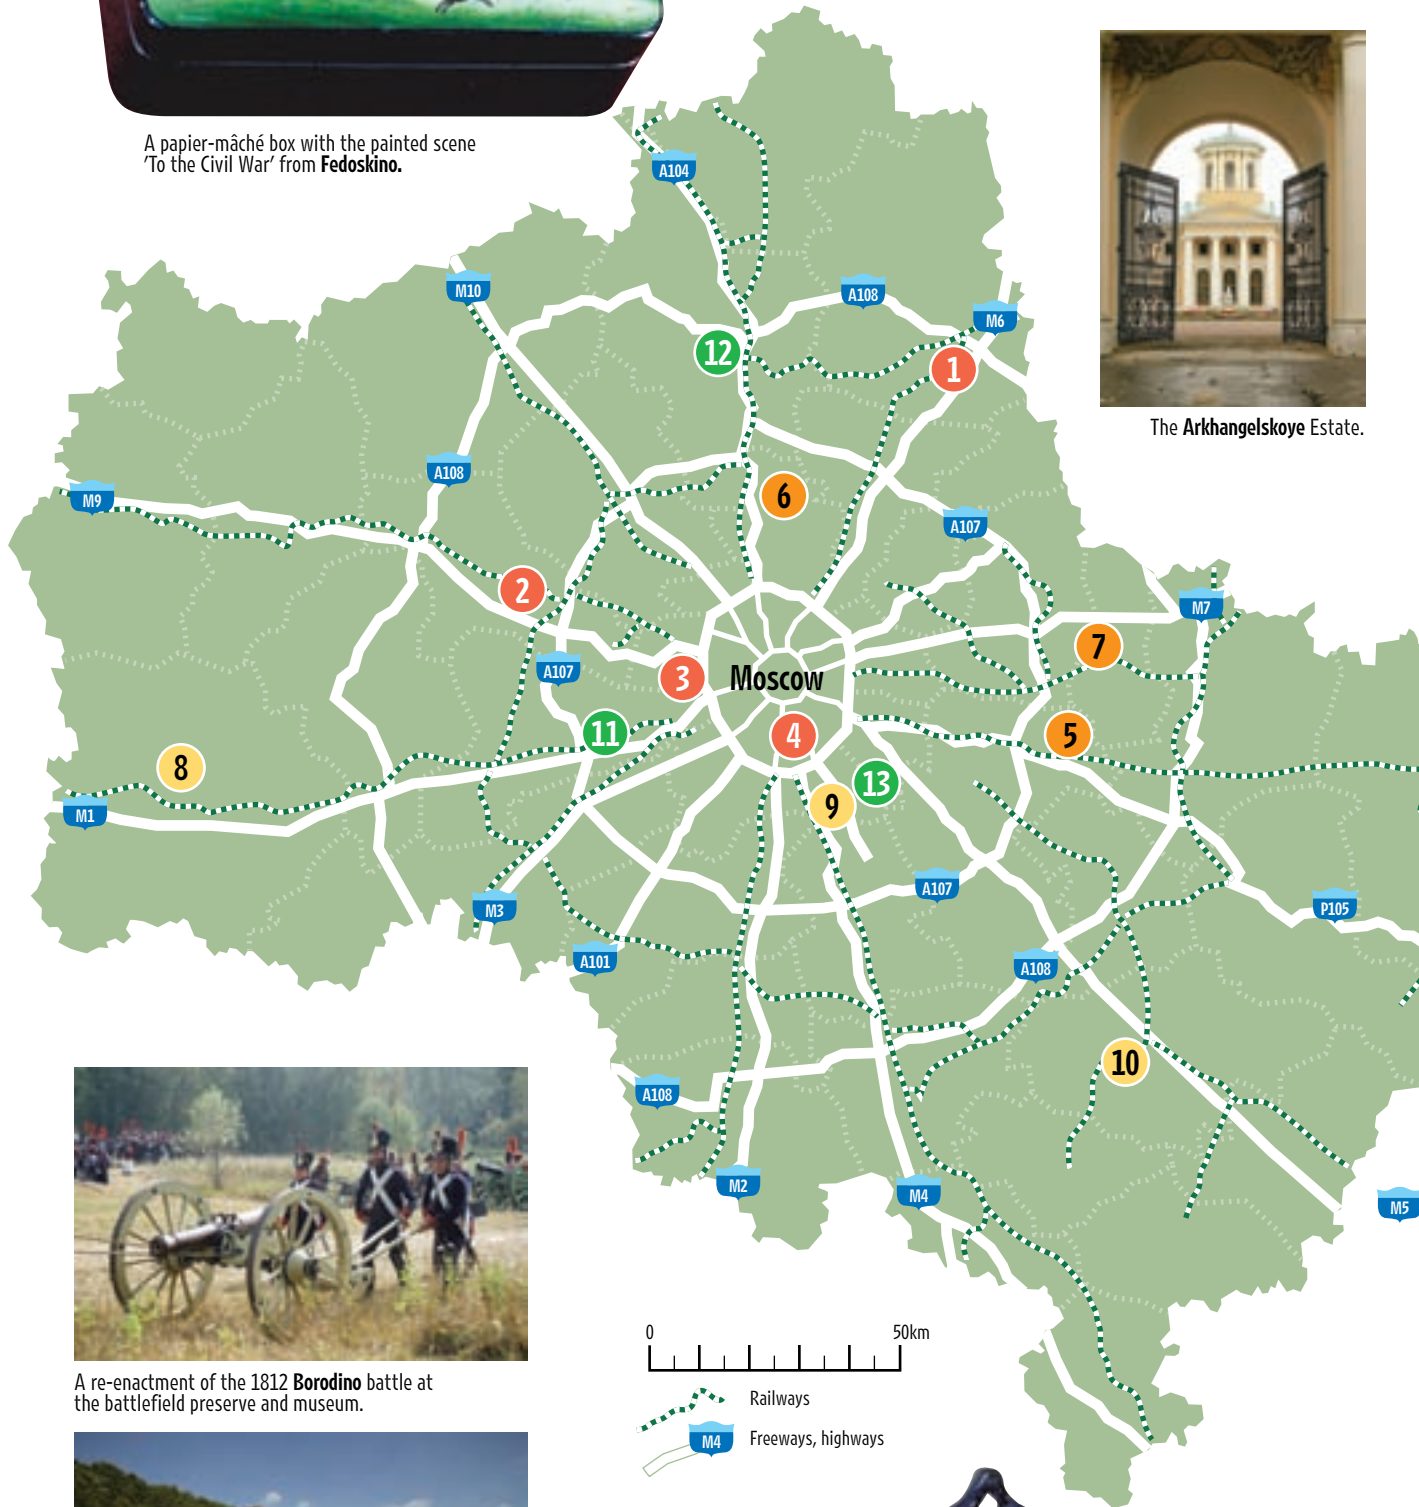 A papier-mâché box with the painted scene
'To the Civil War' from Fedoskino.
The Arkhangelskoye Estate.
A104
M10
A108
M6
12
1
A108
M9
6
A107
2
M7
7
A107
3
Moscow
11
4
5
8
13
9
M1
A107
M3
P105
A101
A108
10
A108
M2
M4
M5
0 50km
Railways
M4 Freeways, highways
A re-enactment of the 1812 Borodino battle at
the battlefield preserve and museum.